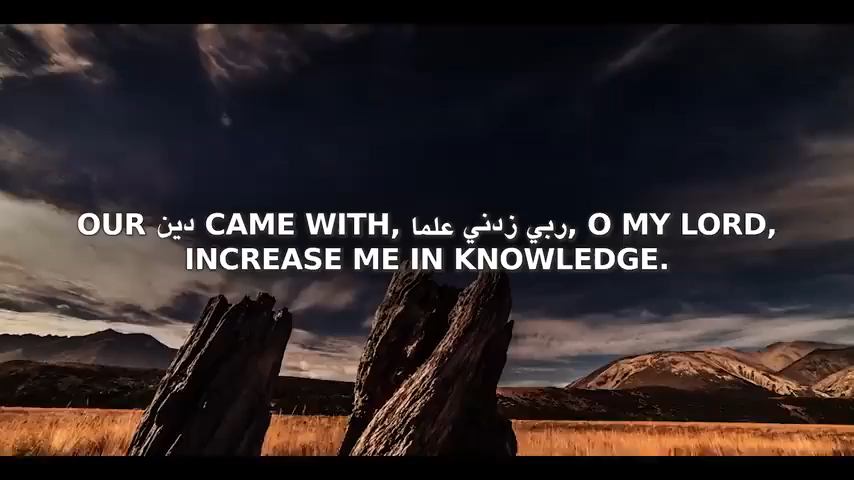 OUR دين CAME WITH, ربي زدني علما, O MY LORD,
INCREASE ME IN KNOWLEDGE.